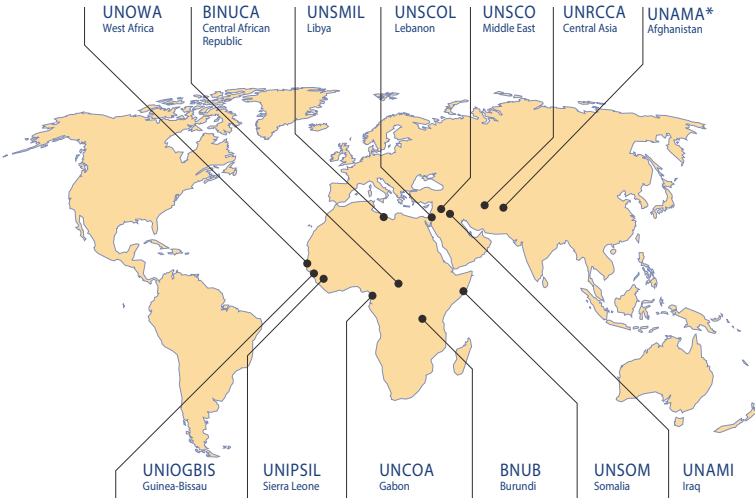 UNOWA
West Africa
BINUCA
Central African
Republic
UNSMIL
Libya
UNSCOL
Lebanon
UNSCO
Middle East
UNRCCA
Central Asia
UNAMA*
Afghanistan
UNIOGBIS
Guinea-Bissau
UNIPSIL
Sierra Leone
UNCOA
Gabon
BNUB
Burundi
UNSOM
Somalia
UNAMI
Iraq